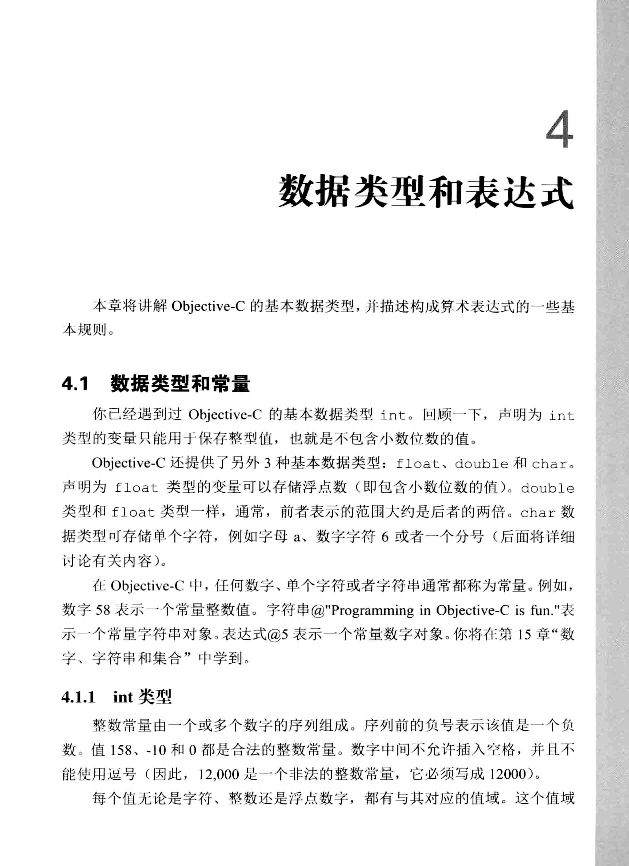 4
数据类型和表达式
本章将讲解 Objective-C 的基本数据类型，并描述构成算术表达式的一些基
本规则。
4.1 数据类型和常量
你已经遇到过 Objective-C 的基本数据类型 int。回顾一下，声明为 int
类型的变量只能用于保存整型值，也就是不包含小数位数的值。
Objective-C 还提供了另外 3 种基本数据类型：float、double 和 char。
声明为 float 类型的变量可以存储浮点数（即包含小数位数的值）。double
类型和 float 类型一样，通常，前者表示的范围大约是后者的两倍。char 数
据类型可存储单个字符，例如字母 a、数字字符 6 或者一个分号（后面将详细
讨论有关内容）。
在 Objective-C 中，任何数字、单个字符或者字符串通常都称为常量。例如，
数字 58 表示一个常量整数值。字符串@"Programming in Objective-C is fun."表
示一个常量字符串对象。表达式@5 表示一个常量数字对象。你将在第 15 章“数
字、字符串和集合”中学到。
4.1.1 int 类型
整数常量由一个或多个数字的序列组成。序列前的负号表示该值是一个负
数。值 158、-10 和 0 都是合法的整数常量。数字中间不允许插入空格，并且不
能使用逗号（因此，12,000 是一个非法的整数常量，它必须写成 12000）。
每个值无论是字符、整数还是浮点数字，都有与其对应的值域。这个值域